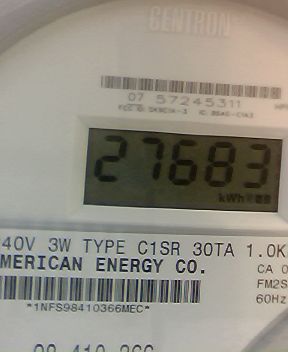 CENTRON
07 57245311
27683
kWh
40V 3W TYPE C1SR 30TA 1.0K
MERICAN ENERGY CO.
CA 0
FM2S
60Hz
*1NFS98410366MEC*